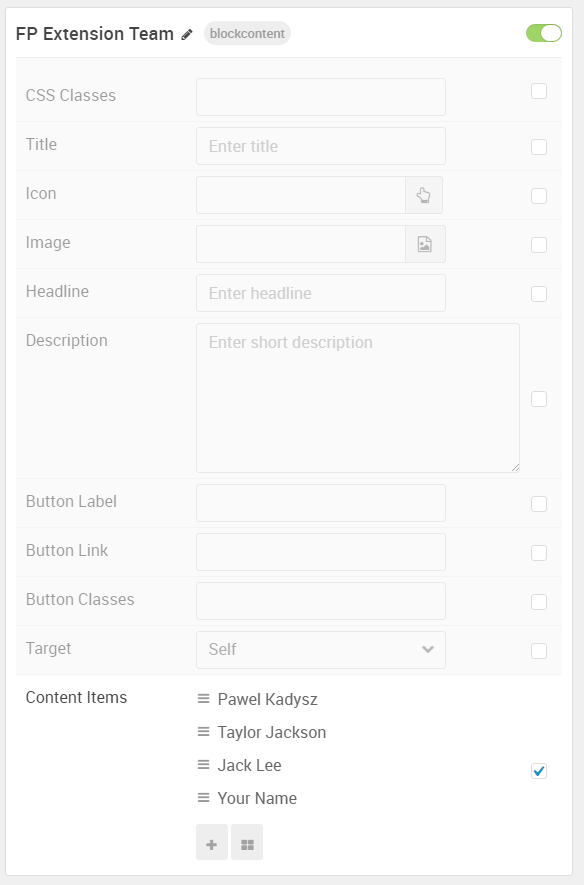 FP Extension Team blockcontent
CSS Classes
Title Enter title
Icon
Image
Headline Enter headline
Description Enter short description
Button Label
Button Link
Button Classes
Target Self
Content Items Pawel Kadysz
Taylor Jackson
Jack Lee
Your Name